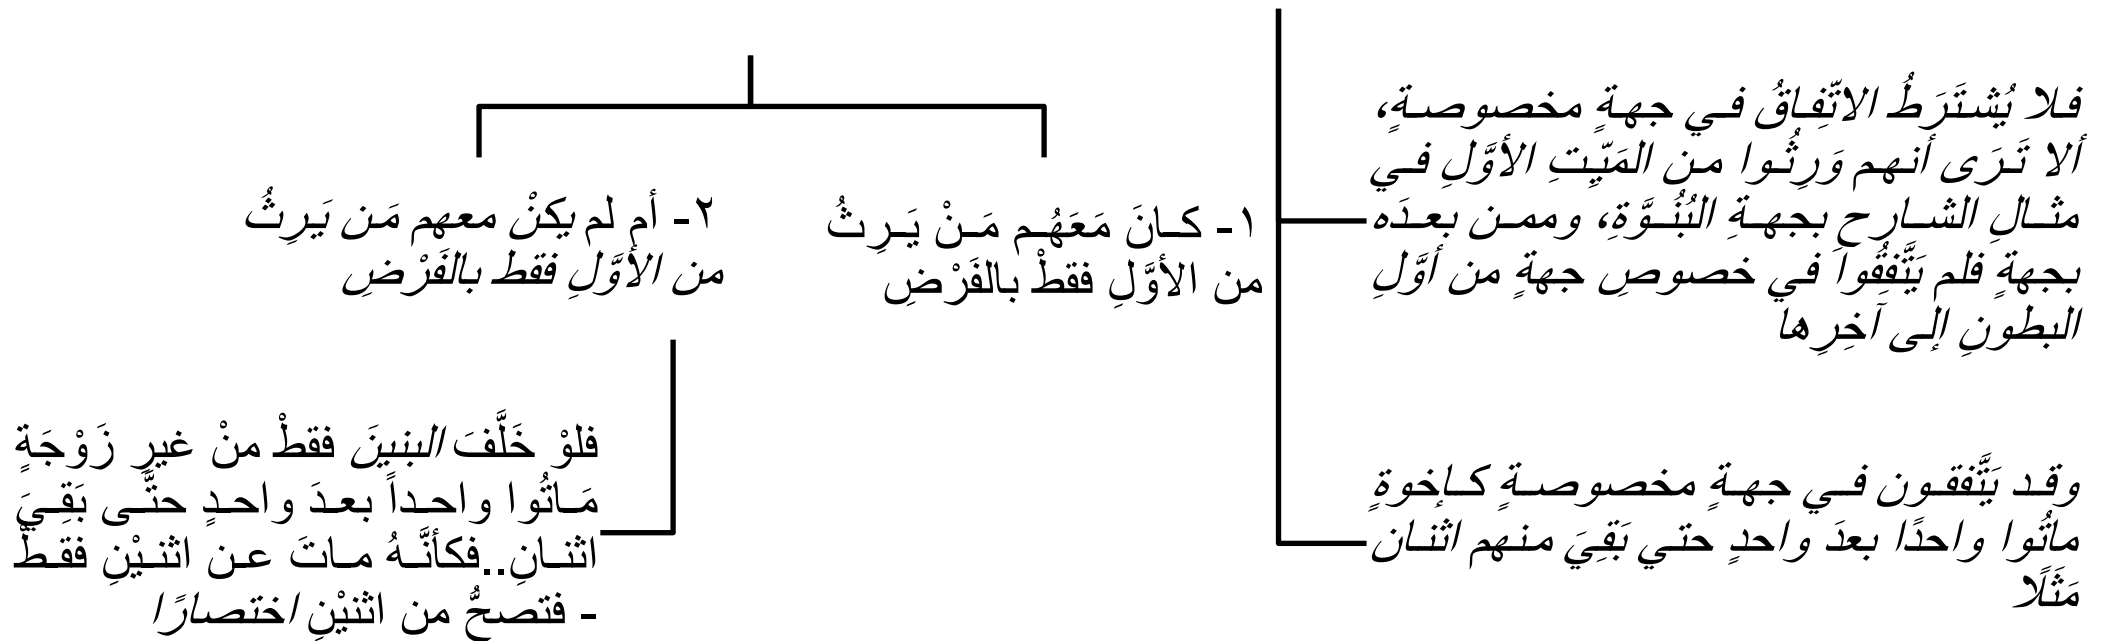 فلا يُشتَرَطُ الاتّفِاقُ في جهةٍ مخصوصةٍ،
ألا تَرَى أنهم وَرِثُوا من المَيِّتِ الأوَّلِ في
مثالِ الشارحِ بجهةِ البُنُوَّةِ، وممن بعدَه
بجهةٍ فلم يَتَّفِقُوا في خصوصِ جهةٍ من أوَّلِ
البطونِ إلى آخِرِها
وقد يَتَّفقون في جهةٍ مخصوصةٍ كإخوةٍ
ماتُوا واحدًا بعدَ واحدٍ حتي بَقِيَ منهم اثنان
مَثَلًا
١- كانَ مَعَهُم مَنْ يَرِثُ
من الأوَّلِ فقطْ بالفَرْضِ
٢- أم لم يكنْ معهم مَن يَرِثُ
من الأوَّلِ فقط بالفَرْضِ
فلوْ خَلَّفَ البنينَ فقطْ منْ غيرِ زَوْجَةٍ
مَاتُوا واحداً بعدَ واحدٍ حتَّى بَقِيَ
اثنانِ..فكأنَّهُ ماتَ عن اثنيْنِ فقطْ
- فتصحُّ من اثنيْنِ اختصارًا